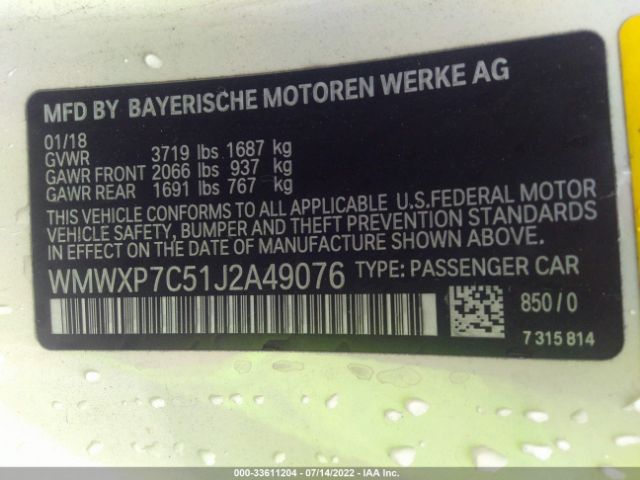 MFD BY BAYERISCHE MOTOREN WERKE AG
01/18
GVWR 3719 lbs 1687 kg
GAWR FRONT 2066 lbs 937 kg
GAWR REAR 1691 lbs 767 kg
THIS VEHICLE CONFORMS TO ALL APPLICABLE U.S.FEDERAL MOTOR
VEHICLE SAFETY, BUMPER AND THEFT PREVENTION STANDARDS
IN EFFECT ON THE DATE OF MANUFACTURE SHOWN ABOVE.
WMWXP7C51J2A49076 TYPE: PASSENGER CAR
850/0
7 315 814
000-33611204 - 07/14/2022 - IAA Inc.